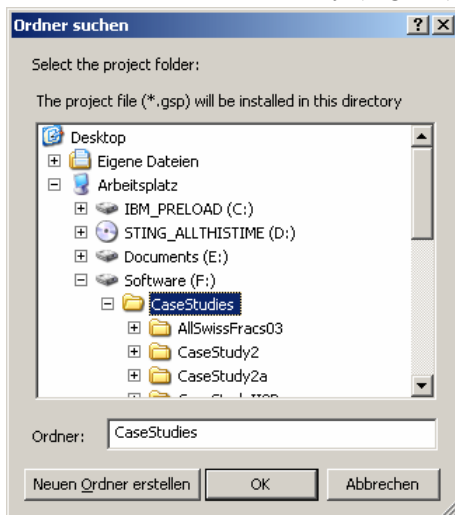 Ordner suchen
Select the project folder:
The project file (*.gsp) will be installed in this directory
Desktop
Eigene Dateien
Arbeitsplatz
IBM_PRELOAD (C:)
STING_ALLTHISTIME (D:)
Documents (E:)
Software (F:)
CaseStudies
AllSwissFracs03
CaseStudy2
CaseStudy2a
Ordner: CaseStudies
Neuen Ordner erstellen OK Abbrechen